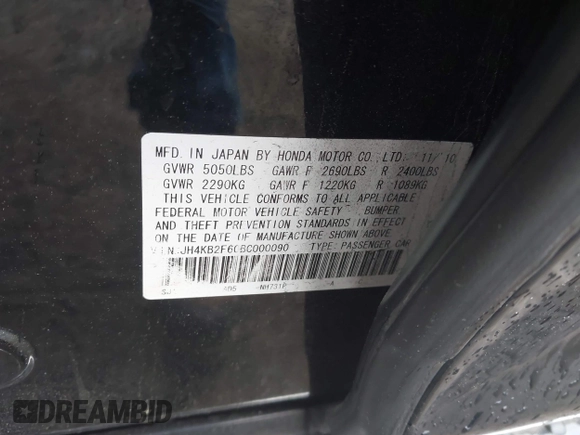 MFD. IN JAPAN BY HONDA MOTOR CO., LTD. 11/10
GVWR 5050LBS GAWR F 2690LBS R 2400LBS
GVWR 2290KG GAWR F 1220KG R 1089KG
THIS VEHICLE CONFORMS TO ALL APPLICABLE
FEDERAL MOTOR VEHICLE SAFETY BUMPER,
AND THEFT PREVENTION STANDARDS IN EFFECT
ON THE DATE OF MANUFACTURE SHOWN ABOVE
V.I.N. TYPE: PASSENGER CAR
NH731P A
DREAMBID